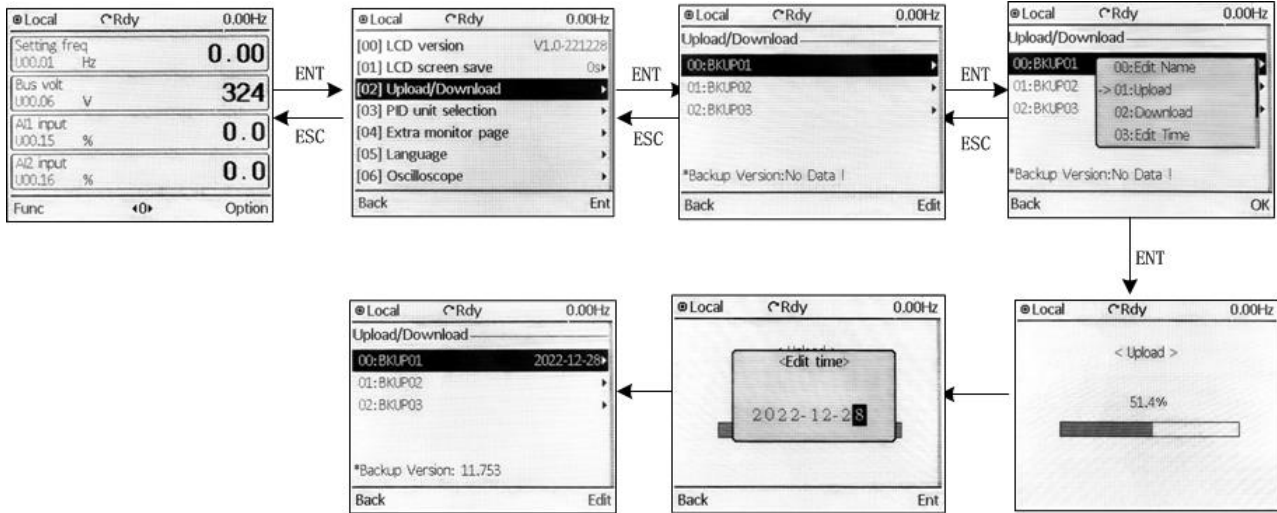 Local Rdy 0.00Hz
Setting freq
U00.01 Hz 0.00
Bus volt
U00.06 V 324
AI1 input
U00.15 % 0.0
AI2 input
U00.16 % 0.0
Func 0 Option
ENT
ESC
Local Rdy 0.00Hz
[00] LCD version V1.0-221228
[01] LCD screen save 0s
[02] Upload/Download
[03] PID unit selection
[04] Extra monitor page
[05] Language
[06] Oscilloscope
Back Ent
ENT
ESC
Local Rdy 0.00Hz
Upload/Download
00:BKUP01
01:BKUP02
02:BKUP03
*Backup Version:No Data !
Back Edit
ENT
ESC
Local Rdy 0.00Hz
Upload/Download
00:BKUP01
01:BKUP02
02:BKUP03
00:Edit Name
-> 01:Upload
02:Download
03:Edit Time
*Backup Version:No Data !
Back OK
ENT
Local Rdy 0.00Hz
< Upload >
51.4%
Local Rdy 0.00Hz
<Edit time>
2022-12-28
Back Ent
Local Rdy 0.00Hz
Upload/Download
00:BKUP01 2022-12-28
01:BKUP02
02:BKUP03
*Backup Version: 11.753
Back Edit